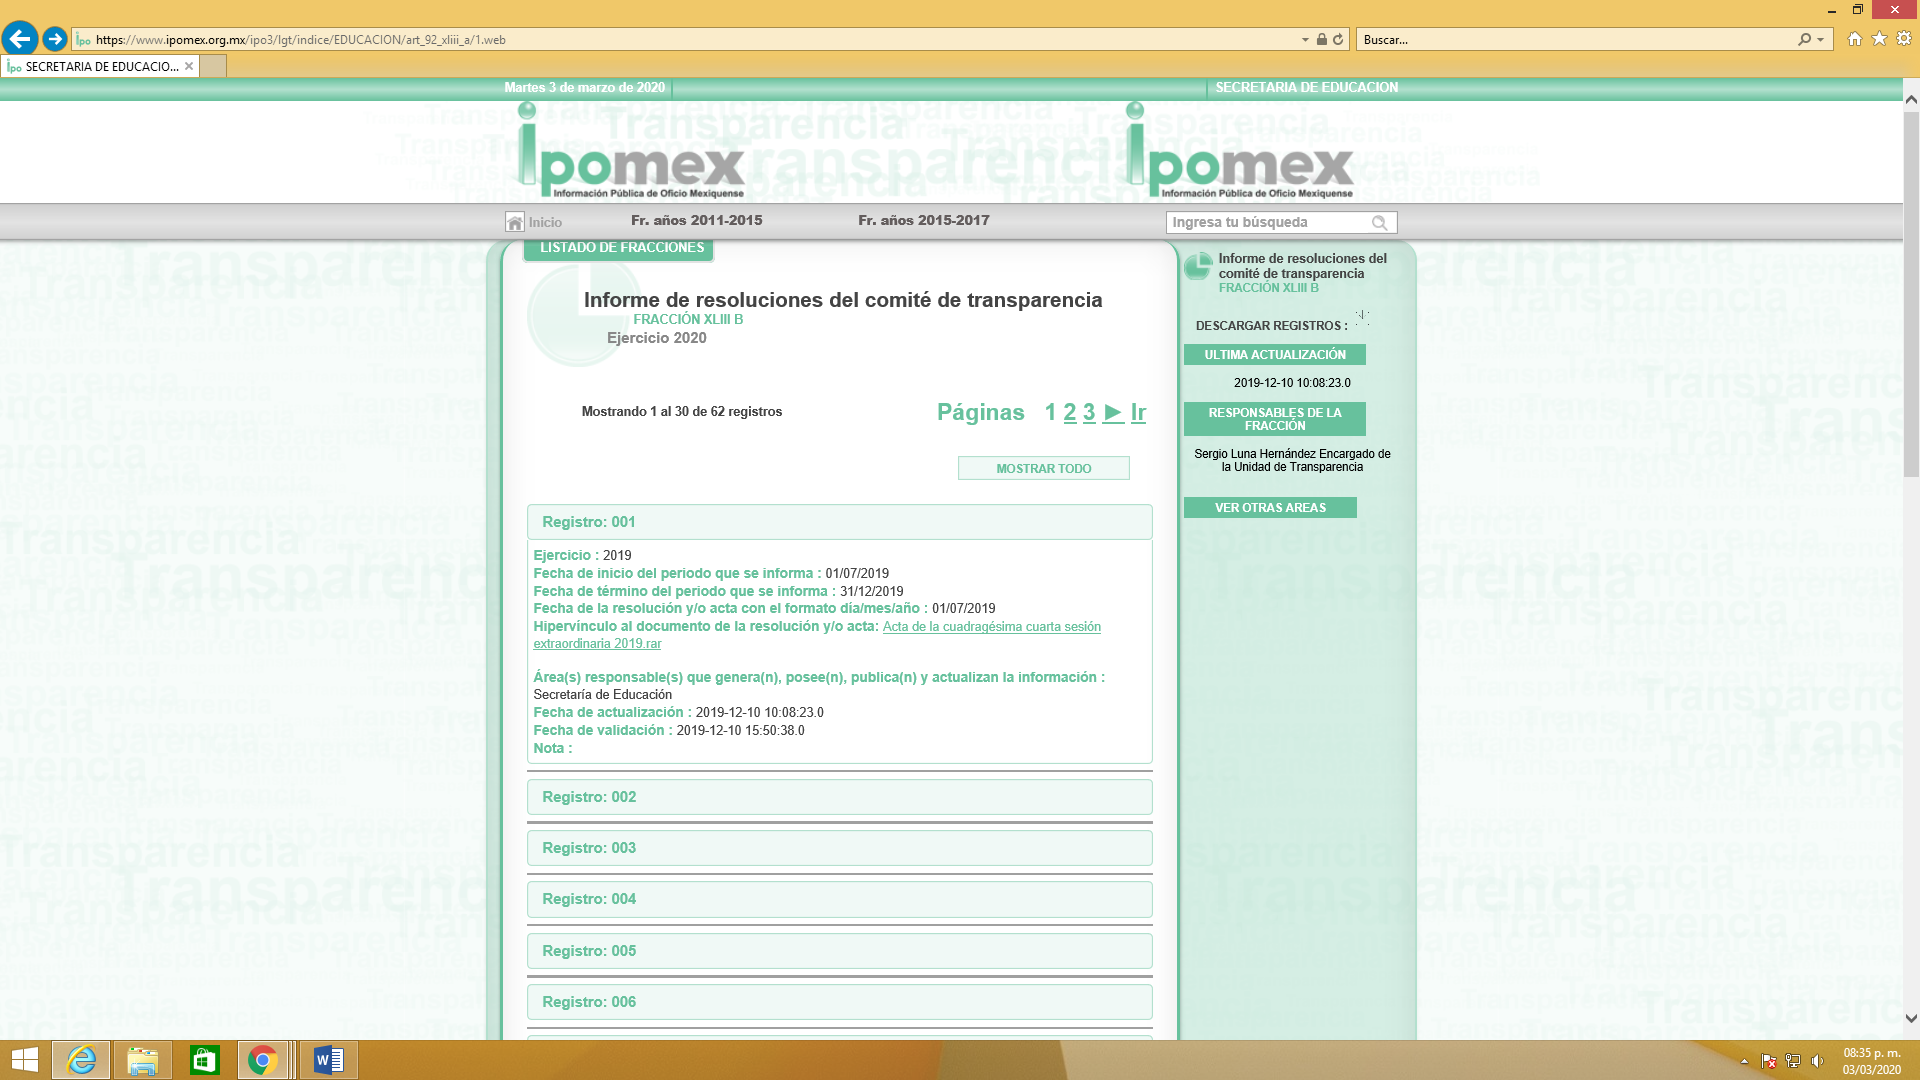 https://www.ipomex.org.mx/ipo3/lgt/indice/EDUCACION/art_92_xliii_a/1.web
Buscar...
SECRETARIA DE EDUCACIO...
Martes 3 de marzo de 2020
SECRETARIA DE EDUCACION
ipomex
Información Pública de Oficio Mexiquense
ipomex
Información Pública de Oficio Mexiquense
Inicio
Fr. años 2011-2015
Fr. años 2015-2017
Ingresa tu búsqueda
LISTADO DE FRACCIONES
Informe de resoluciones del comité de transparencia
FRACCIÓN XLIII B
Ejercicio 2020
Mostrando 1 al 30 de 62 registros
Páginas 1 2 3 ► Ir
MOSTRAR TODO
Registro: 001
Ejercicio : 2019
Fecha de inicio del periodo que se informa : 01/07/2019
Fecha de término del periodo que se informa : 31/12/2019
Fecha de la resolución y/o acta con el formato día/mes/año : 01/07/2019
Hipervínculo al documento de la resolución y/o acta: Acta de la cuadragésima cuarta sesión
extraordinaria 2019.rar
Área(s) responsable(s) que genera(n), posee(n), publica(n) y actualizan la información :
Secretaría de Educación
Fecha de actualización : 2019-12-10 10:08:23.0
Fecha de validación : 2019-12-10 15:50:38.0
Nota :
Registro: 002
Registro: 003
Registro: 004
Registro: 005
Registro: 006
Informe de resoluciones del
comité de transparencia
FRACCIÓN XLIII B
DESCARGAR REGISTROS :
ULTIMA ACTUALIZACIÓN
2019-12-10 10:08:23.0
RESPONSABLES DE LA
FRACCIÓN
Sergio Luna Hernández Encargado de
la Unidad de Transparencia
VER OTRAS AREAS
08:35 p. m.
03/03/2020